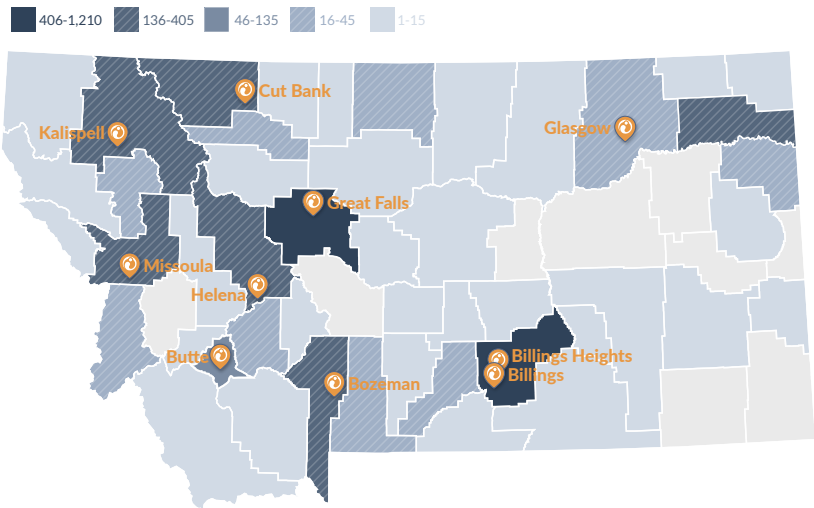 406-1,210 136-405 46-135 16-45 1-15
Cut Bank
Kalispell
Glasgow
Great Falls
Missoula
Helena
Butte
Billings Heights
Billings
Bozeman